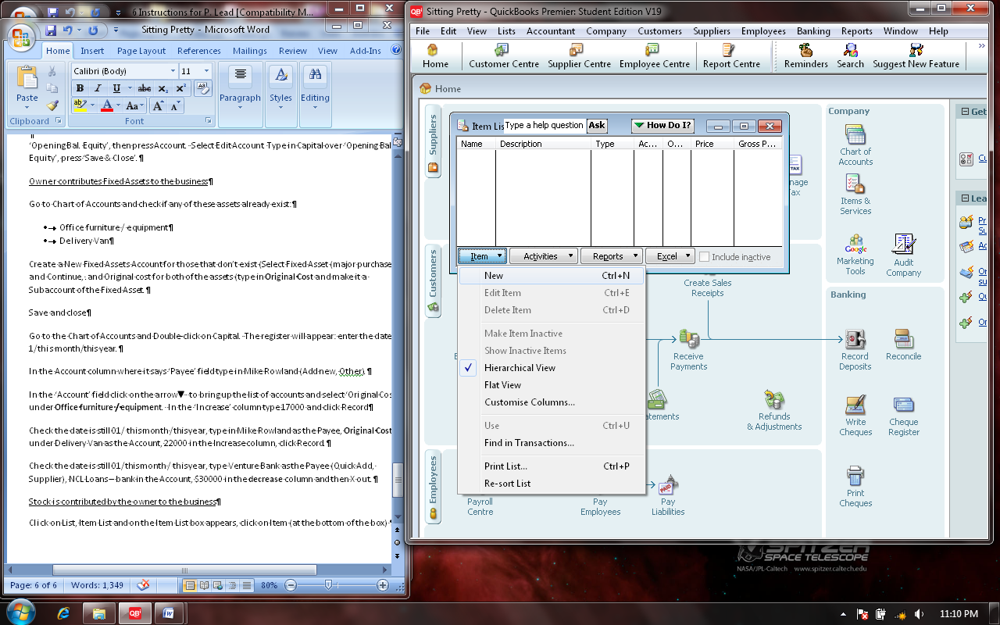 6 Instructions for P. Lead [Compatibility M...
Sitting Pretty - Microsoft Word
Home Insert Page Layout References Mailings Review View Add-Ins
Paste
Calibri (Body) 11
B I U abc x₂ x²
ab A Aa A A
Paragraph Styles Editing
Clipboard Font
'Opening Bal. Equity', then press Account. Select Edit Account Type in Capital over 'Opening Bal
Equity', press 'Save & Close'. ¶
Owner contributes Fixed Assets to the business¶
Go to Chart of Accounts and check if any of these assets already exist:¶
• → Office furniture / equipment¶
• → Delivery Van¶
Create a New Fixed Assets Account for those that don't exist (Select Fixed Asset (major purchase
and Continue, : and Original cost for both of the assets (type in Original Cost and make it a
Subaccount of the Fixed Asset. ¶
Save and close¶
Go to the Chart of Accounts and Double-click on Capital. The register will appear: enter the date
1/this month/this year. ¶
In the Account column where it says 'Payee' field type in Mike Rowland (Add new, Other). ¶
In the 'Account' field click on the arrow▼ to bring up the list of accounts and select 'Original Cos
under Office furniture / equipment. In the 'Increase' column type 17000 and click Record¶
Check the date is still 01/ this month/ this year, type in Mike Rowland as the Payee, Original Cost
under Delivery Van as the Account, 22000 in the Increase column, click Record. ¶
Check the date is still 01/ this month / this year, type Venture Bank as the Payee (Quick Add,
Supplier), NCL Loans – bank in the Account, $30000 in the decrease column and then X out. ¶
Stock is contributed by the owner to the business¶
Click on List, Item List and on the Item List box appears, click on Item (at the bottom of the box)
Page: 6 of 6 Words: 1,349 80%
QB Sitting Pretty - QuickBooks Premier: Student Edition V19
File Edit View Lists Accountant Company Customers Suppliers Employees Banking Reports Window Help
Home Customer Centre Supplier Centre Employee Centre Report Centre Reminders Search Suggest New Feature
Home
Suppliers
Customers
Employees
Item Lis Type a help question Ask How Do I?
Name Description Type Ac... O... Price Gross P...
Item Activities Reports Excel Include inactive
New Ctrl+N
Edit Item Ctrl+E
Delete Item Ctrl+D
Make Item Inactive
Show Inactive Items
Hierarchical View
Flat View
Customise Columns...
Use Ctrl+U
Find in Transactions...
Print List... Ctrl+P
Re-sort List
TAX
nage
Tax
Create Sales
Receipts
Receive
Payments
atements
Refunds
& Adjustments
PAID
Payroll
Centre
Pay
Employees
Pay
Liabilities
Company
Chart of
Accounts
Items &
Services
Google
Marketing
Tools
Audit
Company
Banking
Record
Deposits
Reconcile
Write
Cheques
Cheque
Register
Print
Cheques
Get
Cu
Lea
Pr
Su
Ac
Or
su
Qu
On
SPITZER
SPACE TELESCOPE
NASA/JPL-Caltech www.spitzer.caltech.edu
QB W
11:10 PM